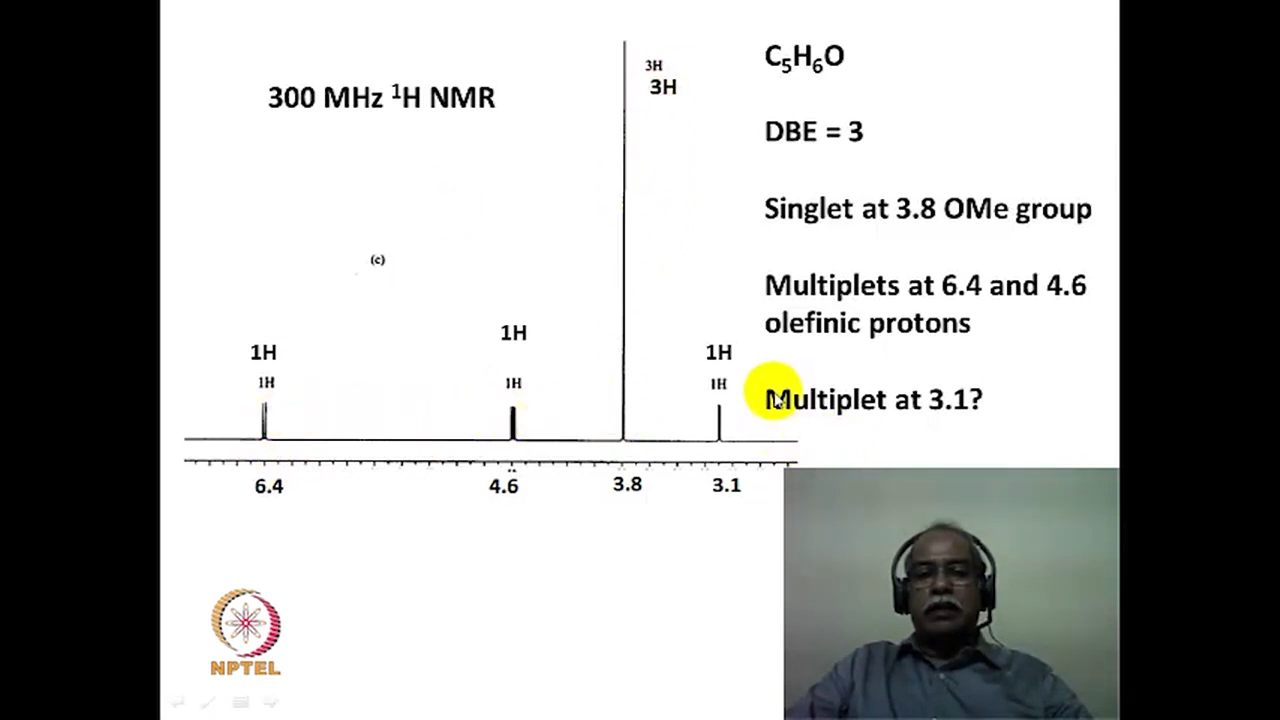 300 MHz ¹H NMR
3H
3H
(c)
1H
1H
1H
1H
1H
1H
6.4
4.6
3.8
3.1
C₅H₆O
DBE = 3
Singlet at 3.8 OMe group
Multiplets at 6.4 and 4.6
olefinic protons
Multiplet at 3.1?
NPTEL